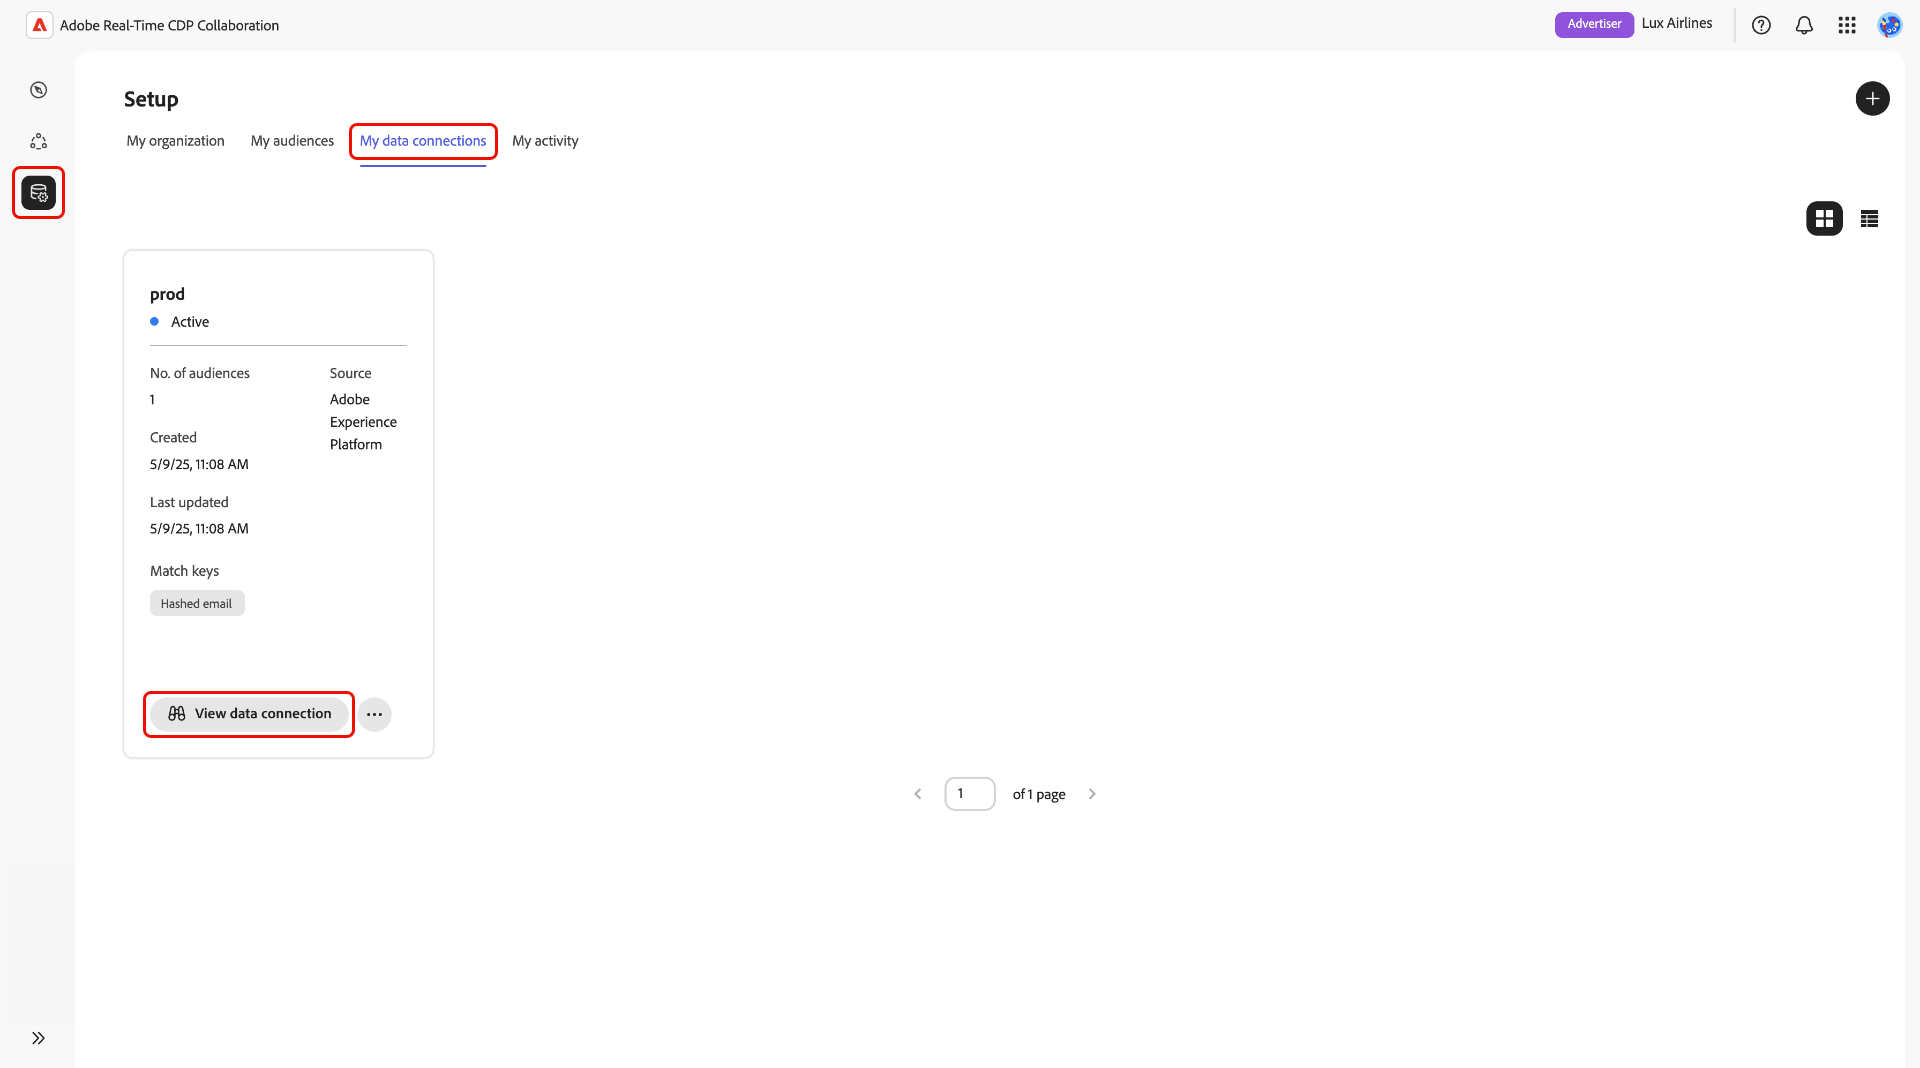 Adobe Real-Time CDP Collaboration
Advertiser
Lux Airlines
Setup
My organization
My audiences
My data connections
My activity
prod
Active
No. of audiences
1
Source
Adobe
Experience
Platform
Created
5/9/25, 11:08 AM
Last updated
5/9/25, 11:08 AM
Match keys
Hashed email
View data connection
1
of 1 page